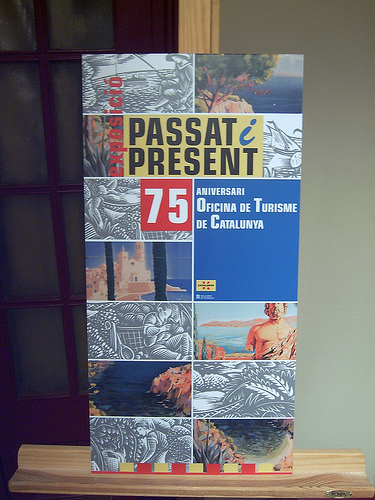 exposició
PASSAT i
PRESENT
75
ANIVERSARI
OFICINA DE TURISME
DE CATALUNYA